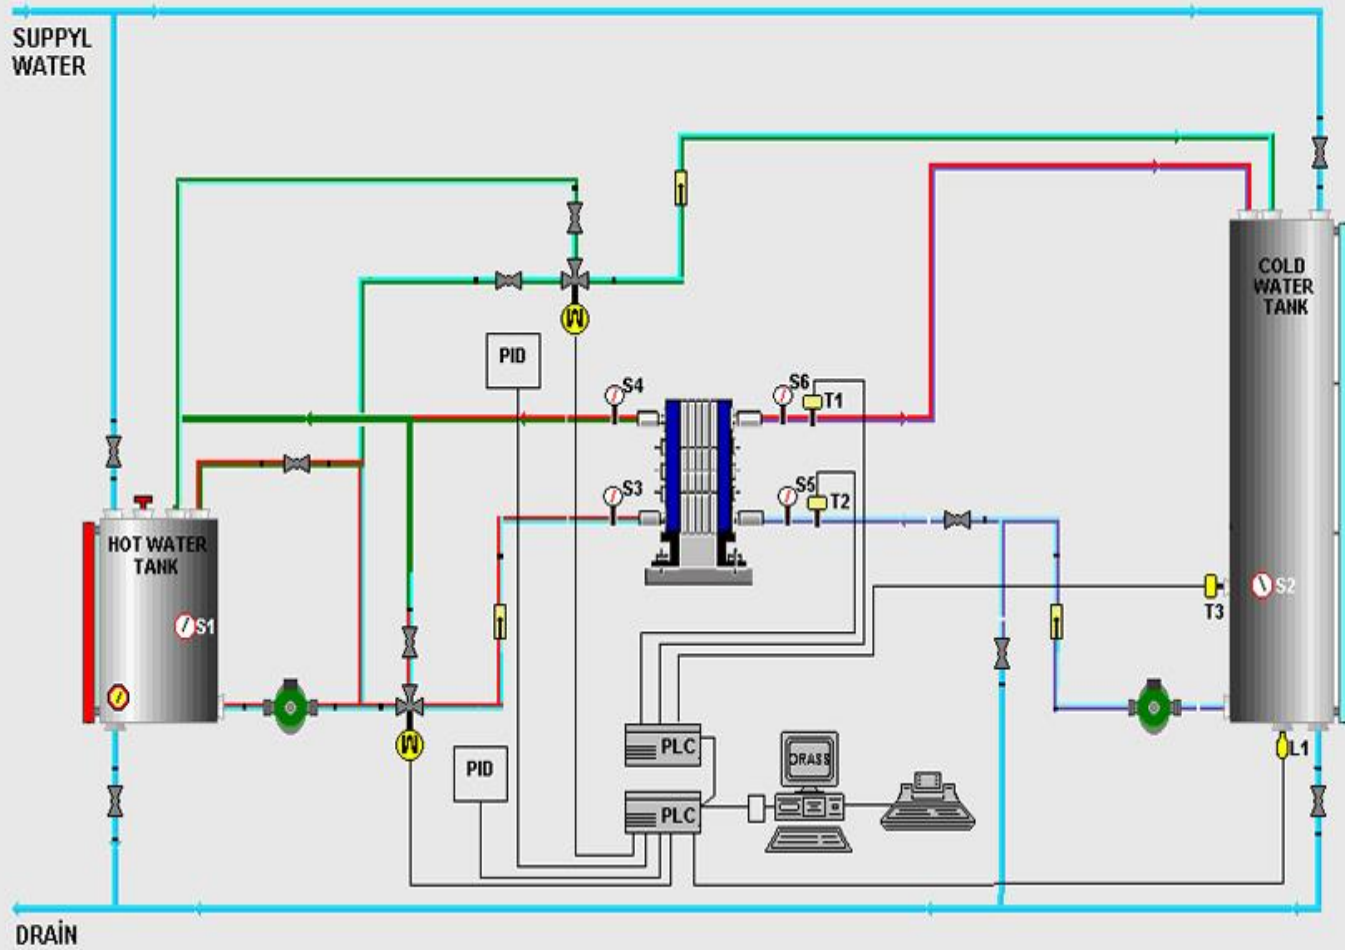 SUPPYL
WATER
COLD
WATER
TANK
PID
S4
S6
T1
S3
S5
T2
HOT WATER
TANK
S1
S2
T3
M
M
PID
PLC
DRASS
PLC
L1
DRAİN